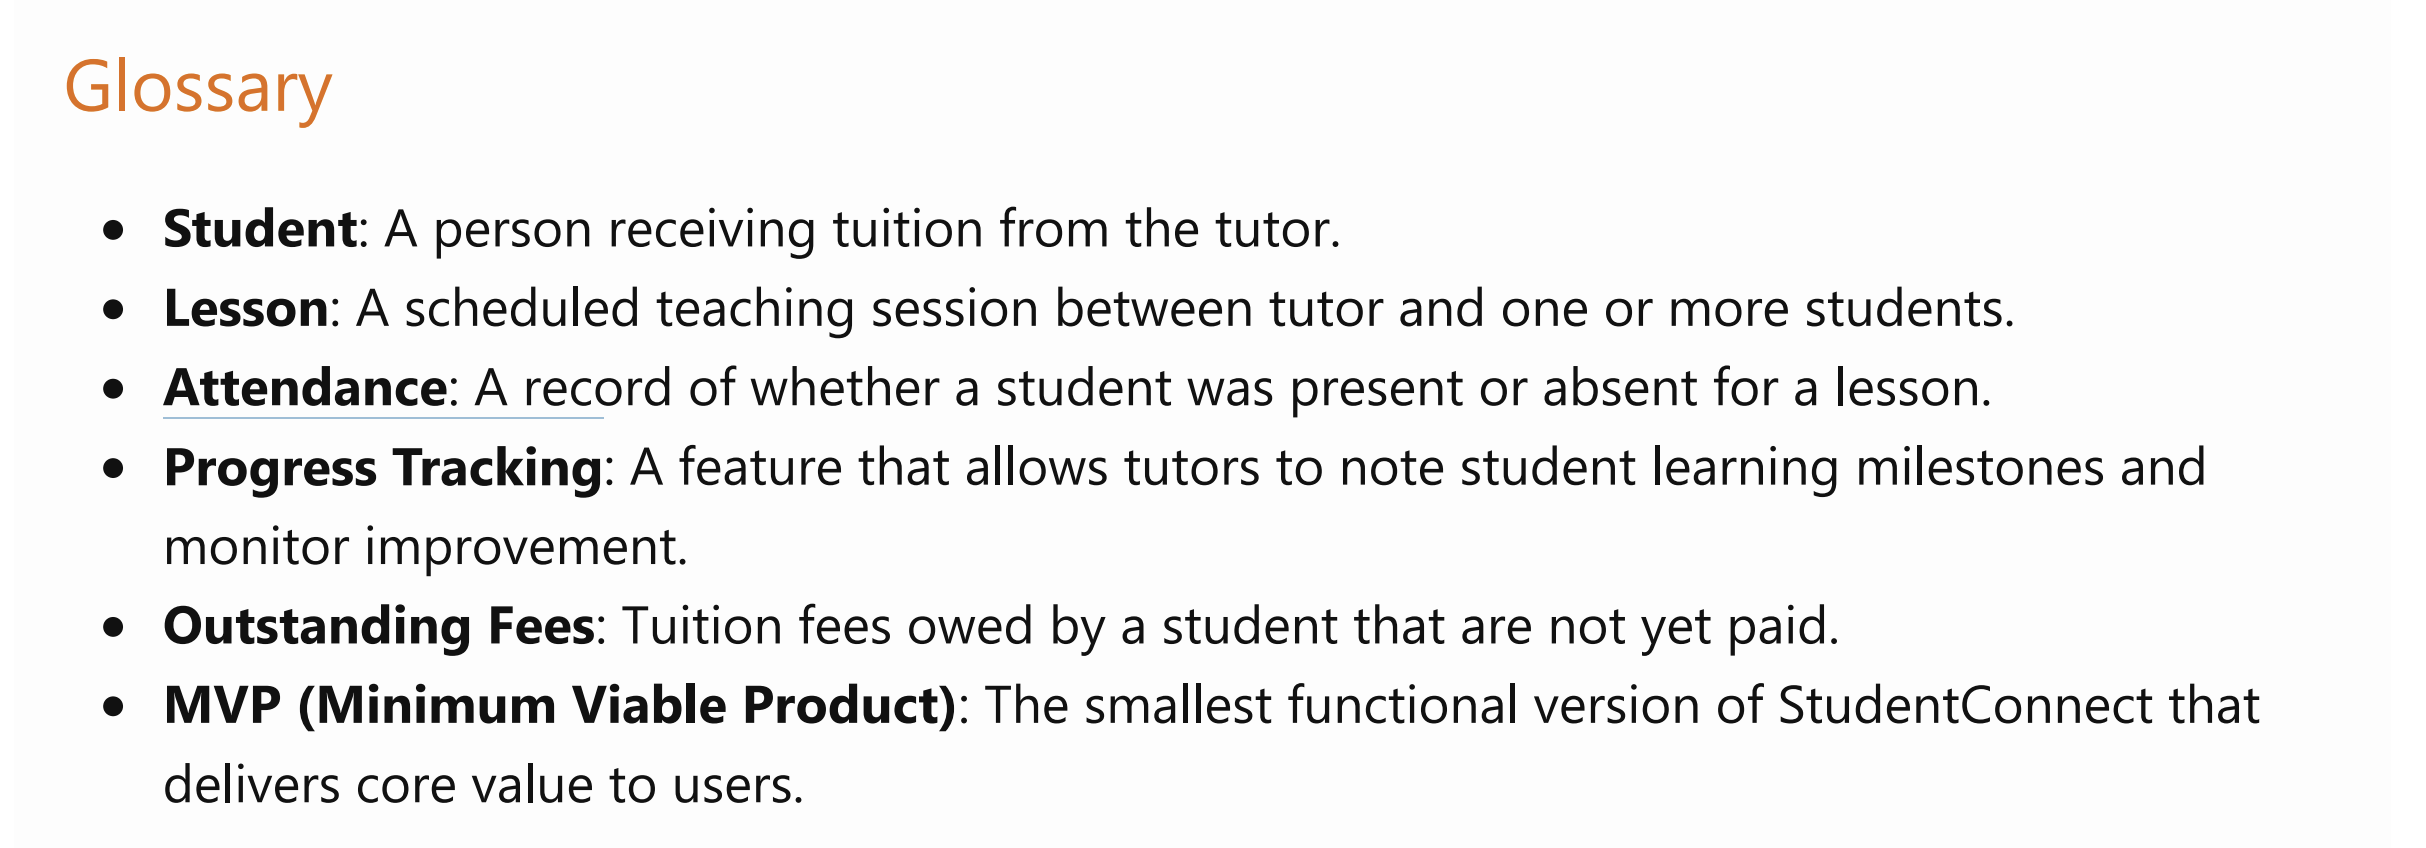 Glossary
• Student: A person receiving tuition from the tutor.
• Lesson: A scheduled teaching session between tutor and one or more students.
• Attendance: A record of whether a student was present or absent for a lesson.
• Progress Tracking: A feature that allows tutors to note student learning milestones and
monitor improvement.
• Outstanding Fees: Tuition fees owed by a student that are not yet paid.
• MVP (Minimum Viable Product): The smallest functional version of StudentConnect that
delivers core value to users.